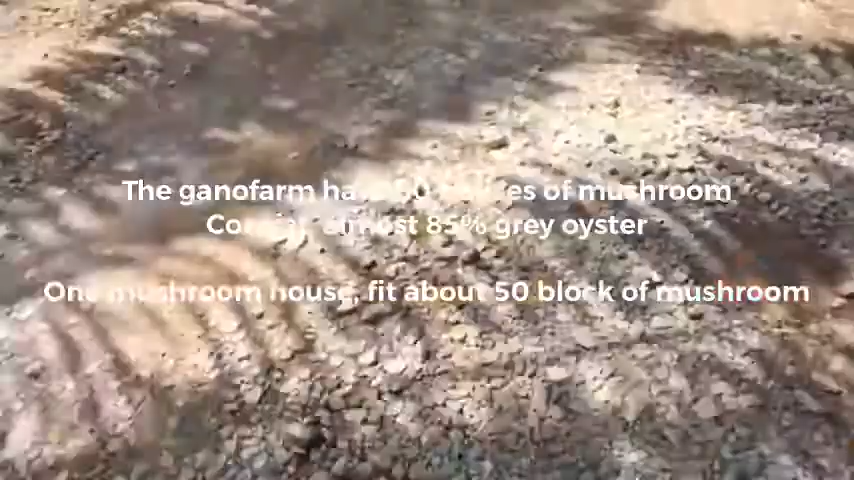 The ganofarm of mushroom
almost 85% grey oyster
One mushroom house, fit about 50 block of mushroom